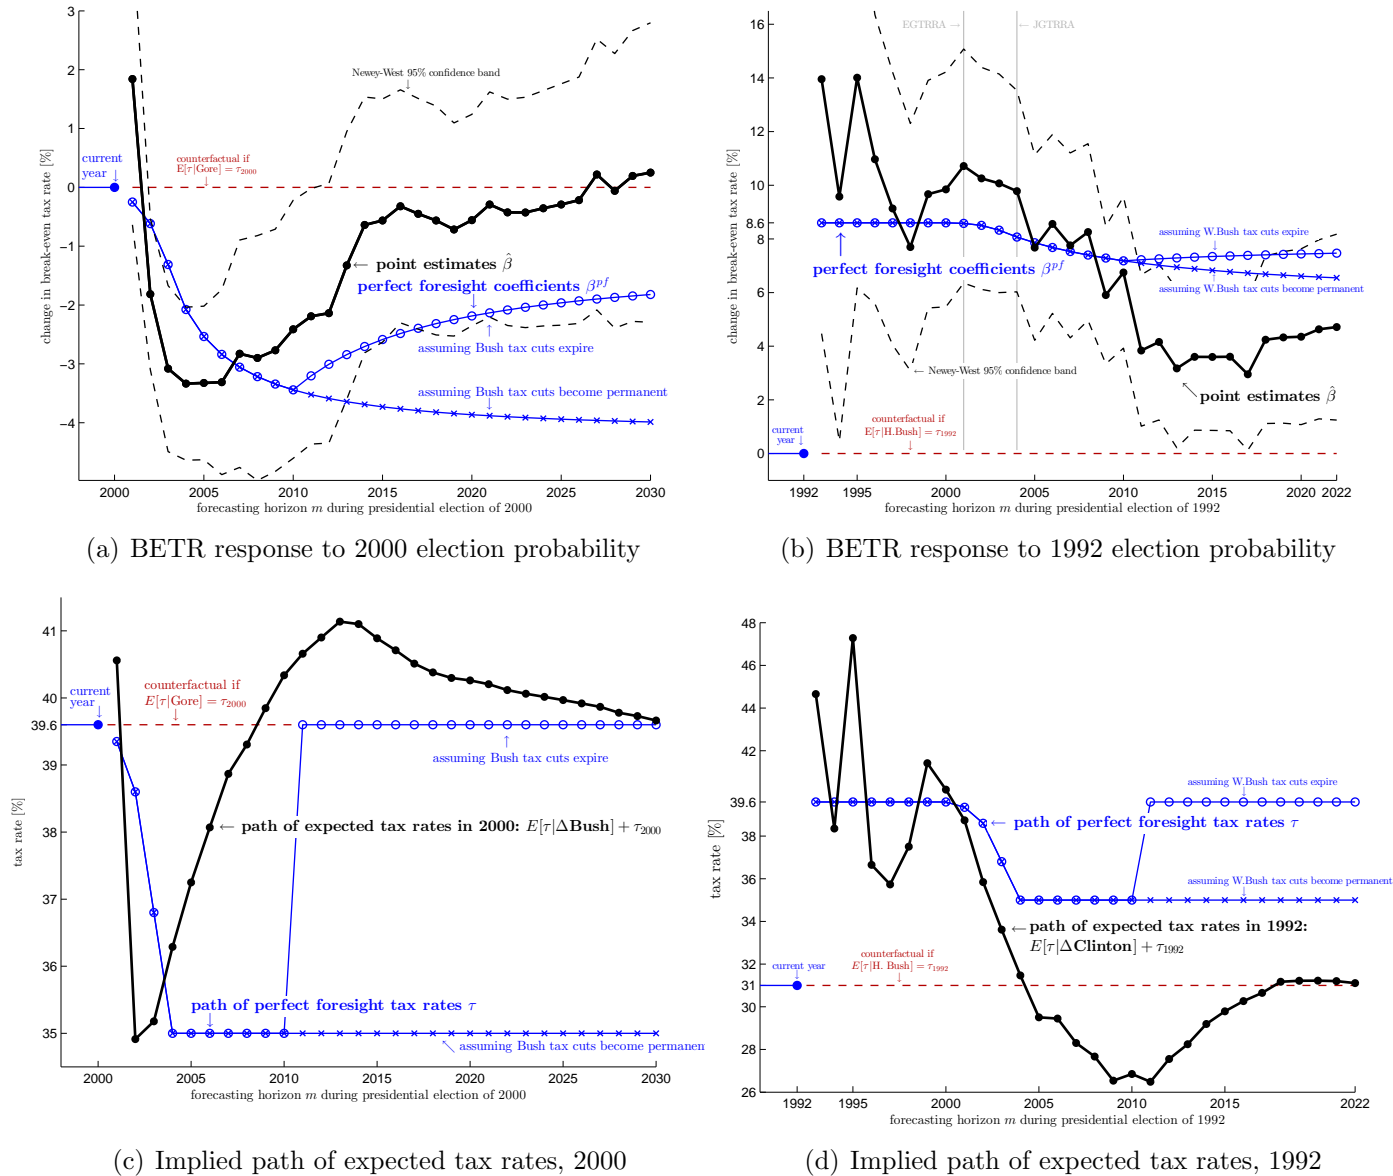 3
2
1
0
−1
−2
−3
−4
change in break-even tax rate [%]
Newey-West 95% confidence band
current
year
counterfactual if
E[τ|Gore] = τ2000
← point estimates β̂
perfect foresight coefficients βpf
assuming Bush tax cuts expire
assuming Bush tax cuts become permanent
2000 2005 2010 2015 2020 2025 2030
forecasting horizon m during presidential election of 2000
(a) BETR response to 2000 election probability
16
14
12
10
8.6
8
6
4
2
0
change in break-even tax rate [%]
EGTRRA → ← JGTRRA
assuming W.Bush tax cuts expire
perfect foresight coefficients βpf
assuming W.Bush tax cuts become permanent
← Newey-West 95% confidence band
point estimates β̂
counterfactual if
E[τ|H.Bush] = τ1992
current
year ↓
1992 1995 2000 2005 2010 2015 2020 2022
forecasting horizon m during presidential election of 1992
(b) BETR response to 1992 election probability
41
40
39.6
39
38
37
36
35
tax rate [%]
current
year
counterfactual if
E[τ|Gore] = τ2000
assuming Bush tax cuts expire
← path of expected tax rates in 2000: E[τ|ΔBush] + τ2000
path of perfect foresight tax rates τ
assuming Bush tax cuts become permanent
2000 2005 2010 2015 2020 2025 2030
forecasting horizon m during presidential election of 2000
(c) Implied path of expected tax rates, 2000
48
46
44
42
39.6
38
36
35
34
32
31
30
28
26
tax rate [%]
assuming W.Bush tax cuts expire
← path of perfect foresight tax rates τ
assuming W.Bush tax cuts become permanent
← path of expected tax rates in 1992:
E[τ|ΔClinton] + τ1992
counterfactual if
E[τ|H. Bush] = τ1992
current year
1992 1995 2000 2005 2010 2015 2022
forecasting horizon m during presidential election of 1992
(d) Implied path of expected tax rates, 1992